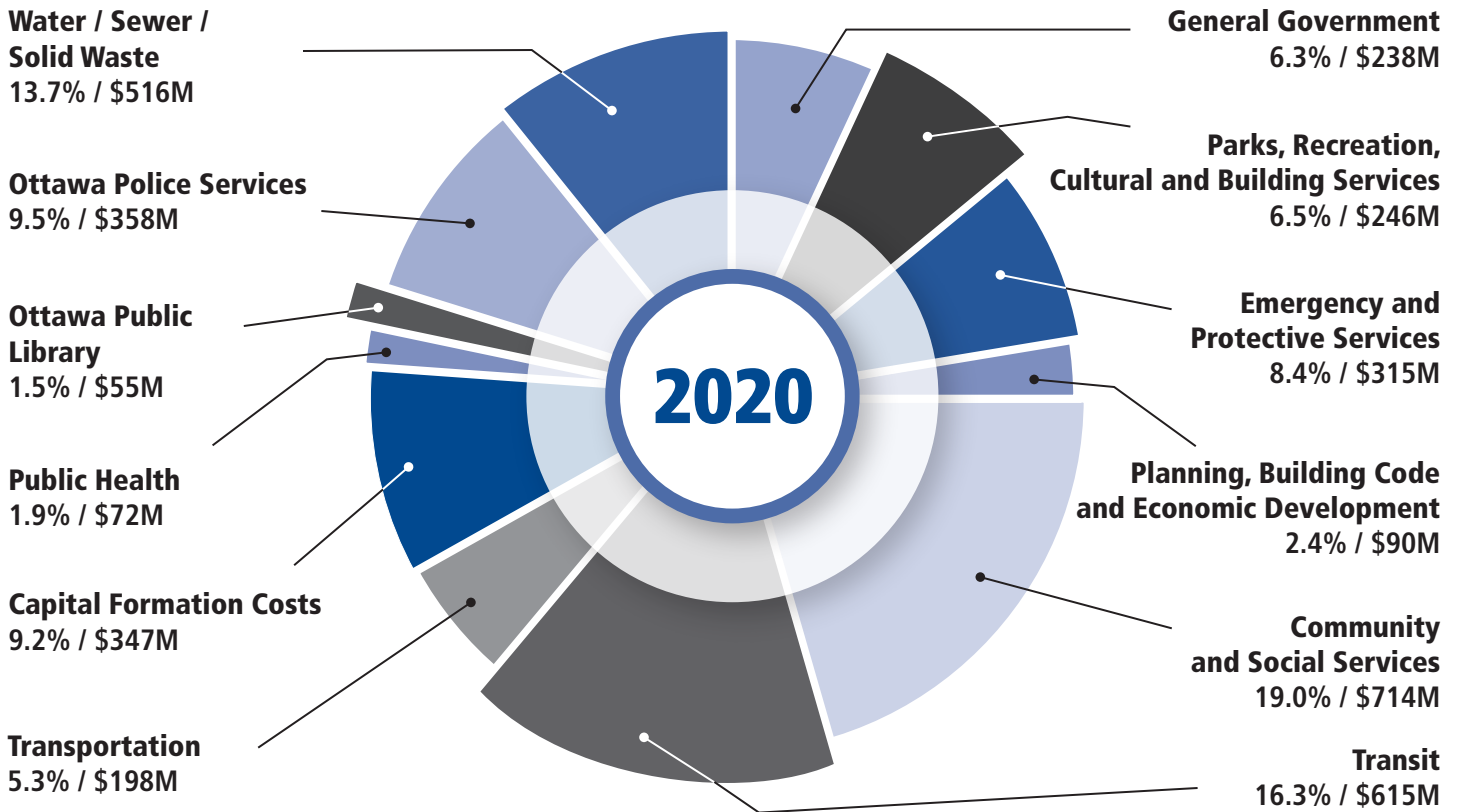 Water / Sewer /
Solid Waste
13.7% / $516M
Ottawa Police Services
9.5% / $358M
Ottawa Public
Library
1.5% / $55M
Public Health
1.9% / $72M
Capital Formation Costs
9.2% / $347M
Transportation
5.3% / $198M
2020
General Government
6.3% / $238M
Parks, Recreation,
Cultural and Building Services
6.5% / $246M
Emergency and
Protective Services
8.4% / $315M
Planning, Building Code
and Economic Development
2.4% / $90M
Community
and Social Services
19.0% / $714M
Transit
16.3% / $615M